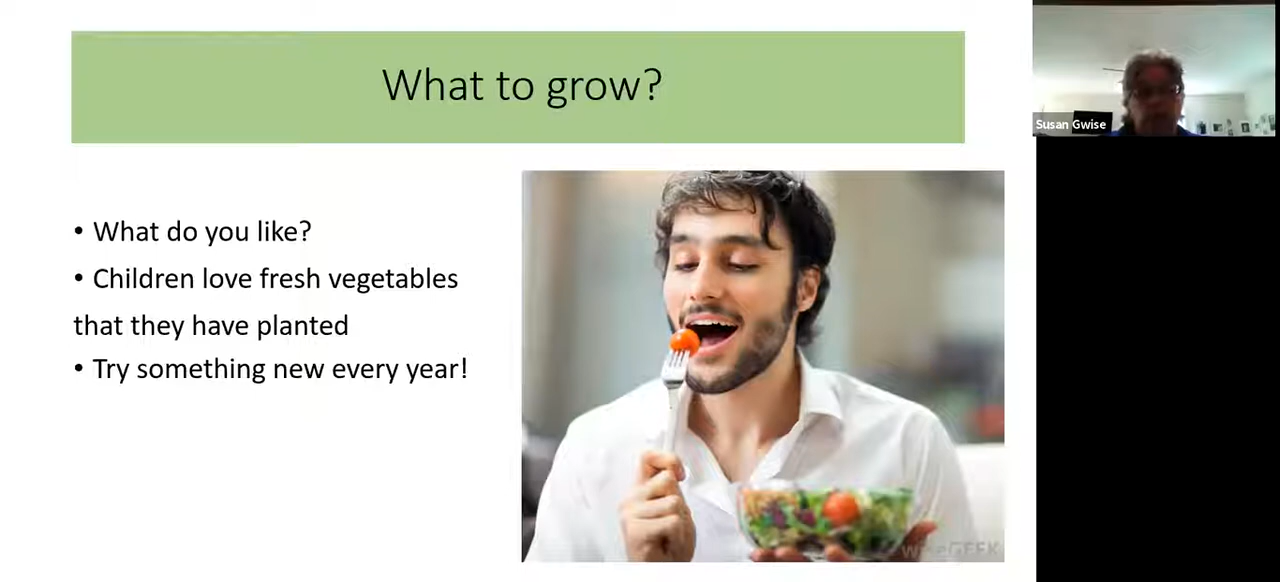 What to grow?
• What do you like?
• Children love fresh vegetables
that they have planted
• Try something new every year!
Susan Gwise
wiseGEEK